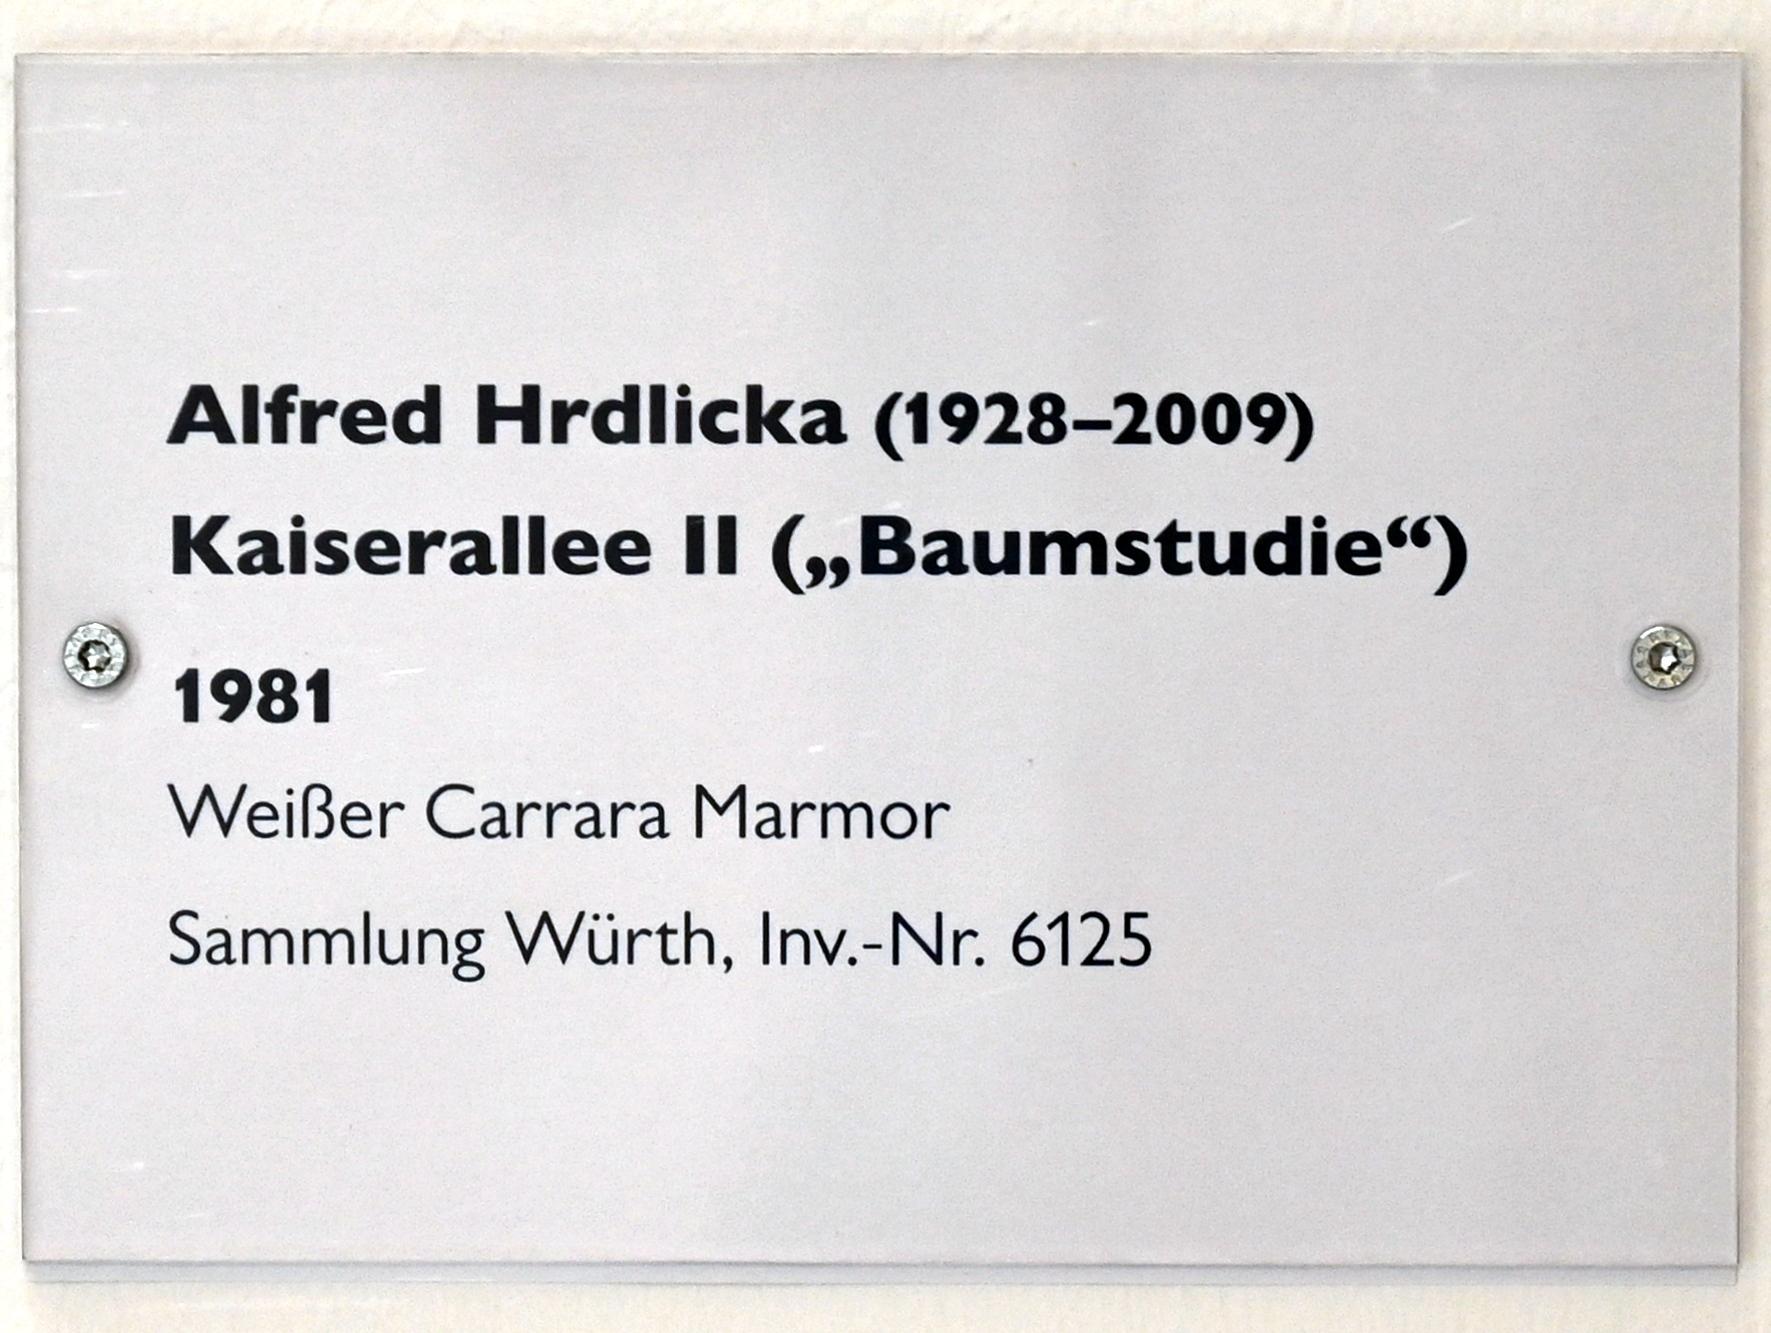 Alfred Hrdlicka (1928–2009)
Kaiserallee II („Baumstudie“)
1981
Weißer Carrara Marmor
Sammlung Würth, Inv.-Nr. 6125